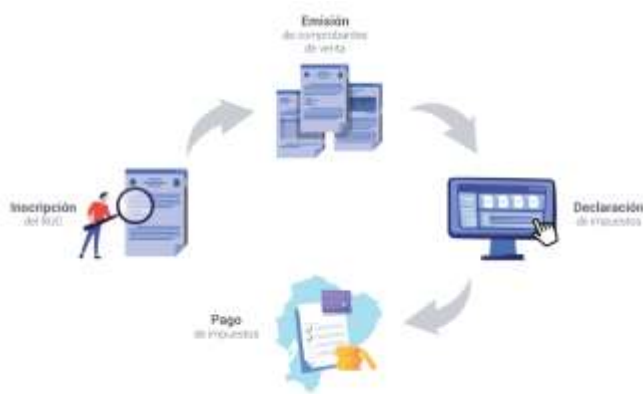 Emisión
de comprobantes
de venta
Inscripción
del RUC
Declaración
de impuestos
Pago
de impuestos